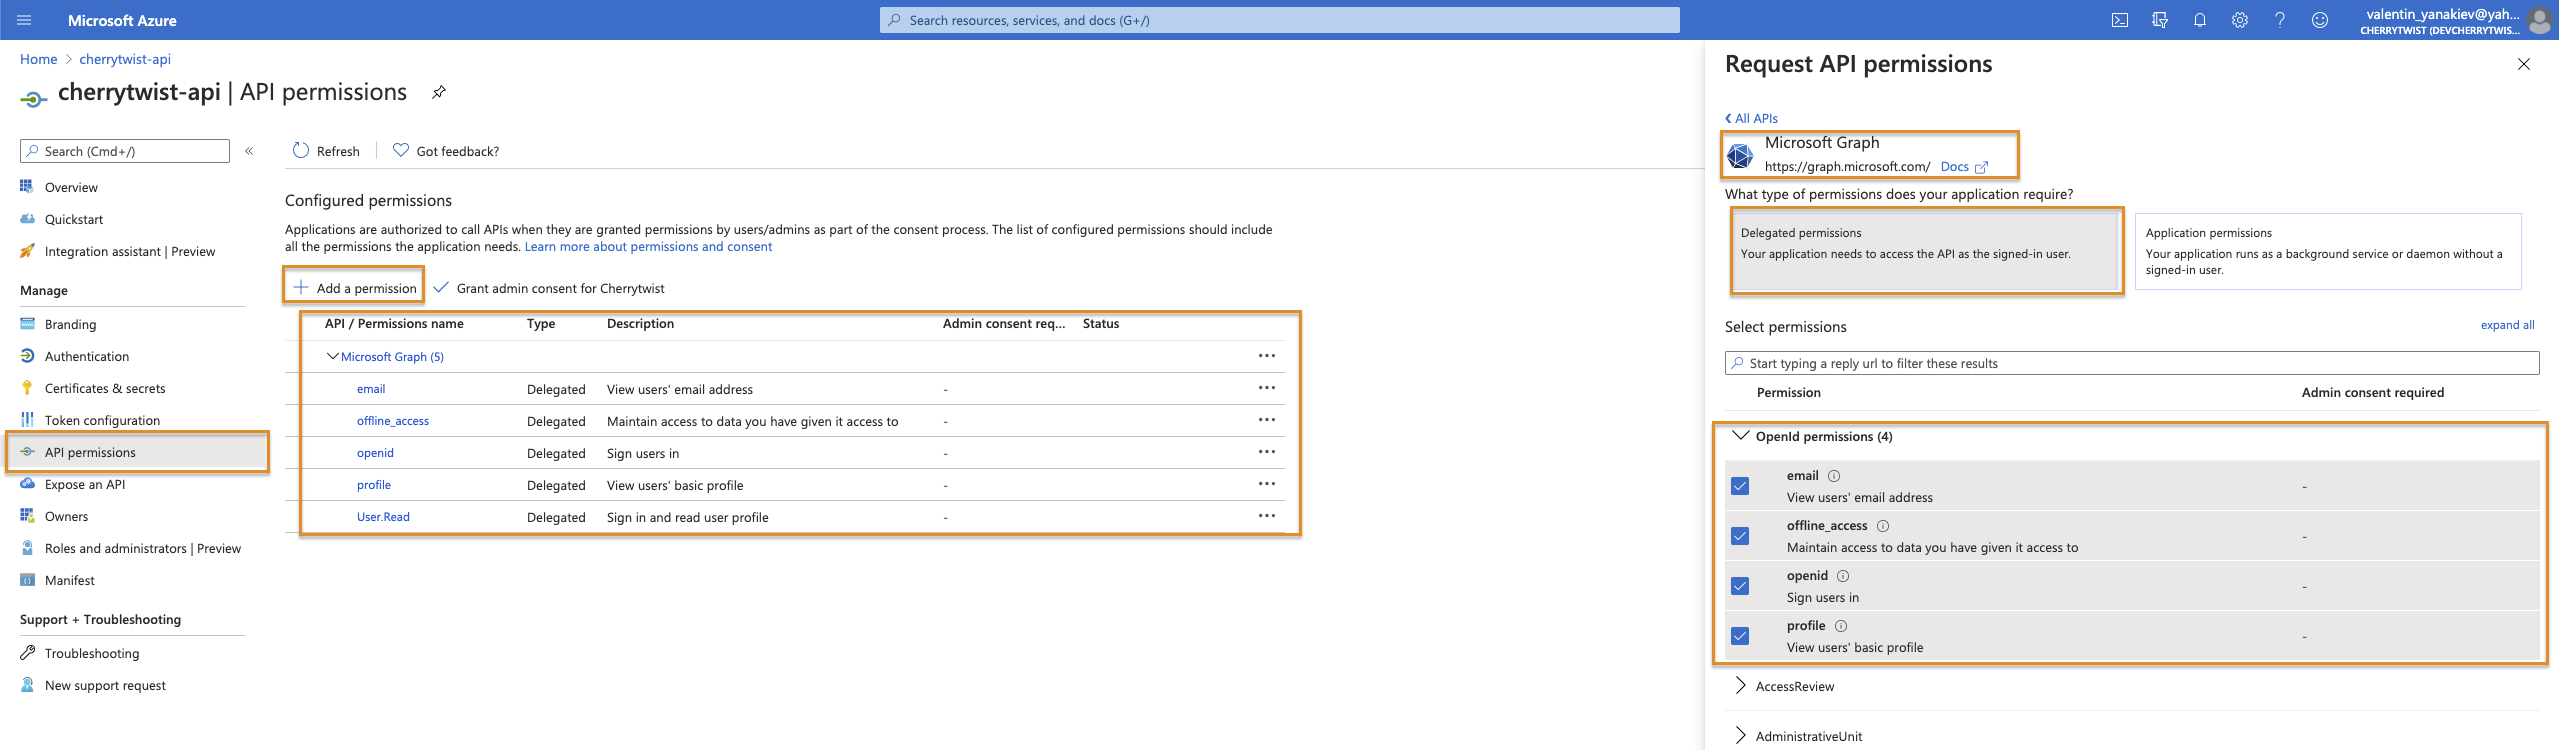 Microsoft Azure
Search resources, services, and docs (G+/)
valentin_yanakiev@yah...
CHERRYTWIST (DEVCHERRYTWIS...
Home > cherrytwist-api
cherrytwist-api | API permissions
Search (Cmd+/)
«
Overview
Quickstart
Integration assistant | Preview
Manage
Branding
Authentication
Certificates & secrets
Token configuration
API permissions
Expose an API
Owners
Roles and administrators | Preview
Manifest
Support + Troubleshooting
Troubleshooting
New support request
Refresh
Got feedback?
Configured permissions
Applications are authorized to call APIs when they are granted permissions by users/admins as part of the consent process. The list of configured permissions should include
all the permissions the application needs. Learn more about permissions and consent
Add a permission
Grant admin consent for Cherrytwist
API / Permissions name Type Description Admin consent req... Status
Microsoft Graph (5) ...
email Delegated View users' email address - ...
offline_access Delegated Maintain access to data you have given it access to - ...
openid Delegated Sign users in - ...
profile Delegated View users' basic profile - ...
User.Read Delegated Sign in and read user profile - ...
Request API permissions
All APIs
Microsoft Graph
https://graph.microsoft.com/ Docs
What type of permissions does your application require?
Delegated permissions
Your application needs to access the API as the signed-in user.
Application permissions
Your application runs as a background service or daemon without a
signed-in user.
Select permissions
expand all
Start typing a reply url to filter these results
Permission Admin consent required
OpenId permissions (4)
email
View users' email address -
offline_access
Maintain access to data you have given it access to -
openid
Sign users in -
profile
View users' basic profile -
AccessReview
AdministrativeUnit